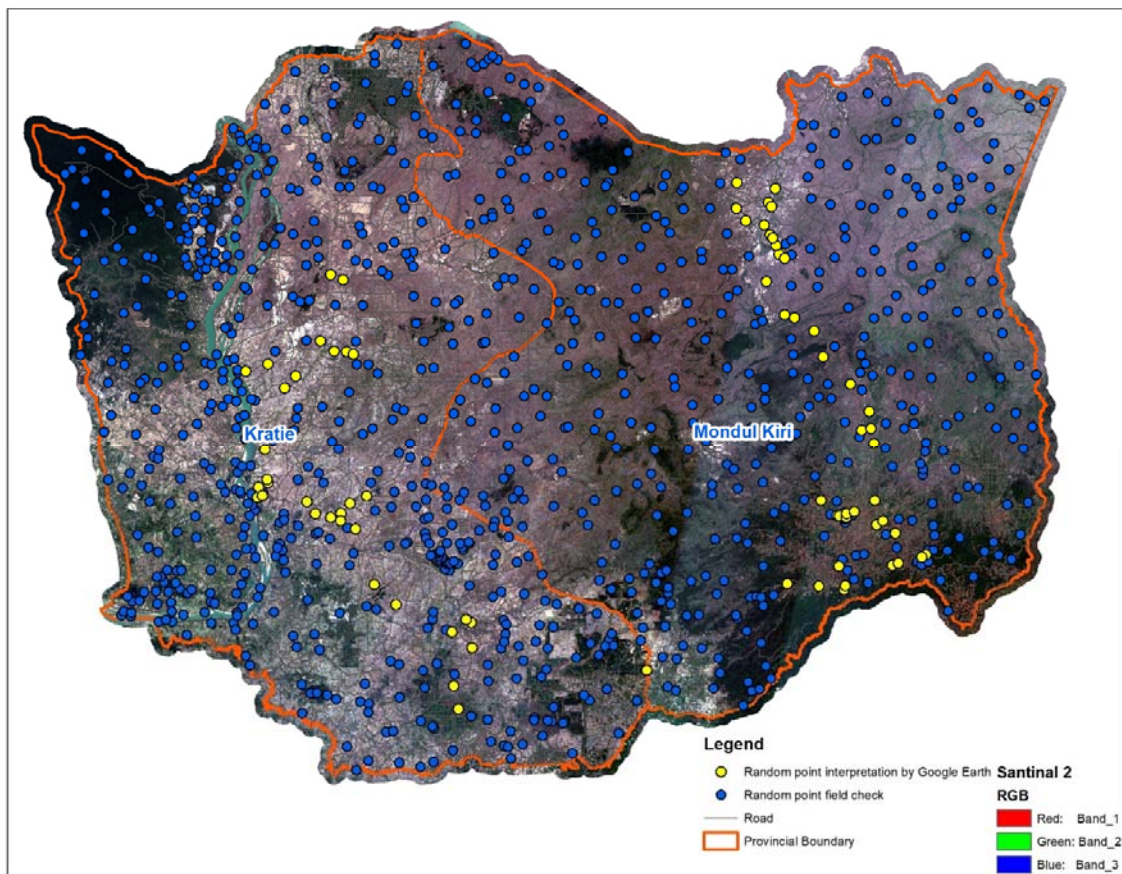 Kratie
Mondul Kiri
Legend
Random point interpretation by Google Earth
Random point field check
Road
Provincial Boundary
Santinal 2
RGB
Red: Band_1
Green: Band_2
Blue: Band_3